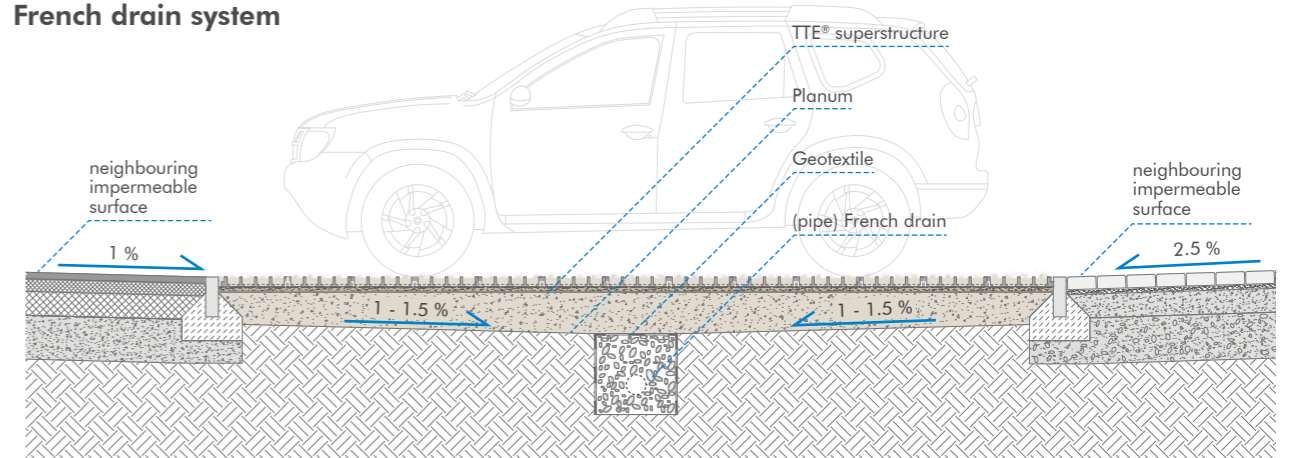 French drain system
TTE® superstructure
Planum
Geotextile
(pipe) French drain
neighbouring
impermeable
surface
neighbouring
impermeable
surface
1 %
2.5 %
1 - 1.5 %
1 - 1.5 %